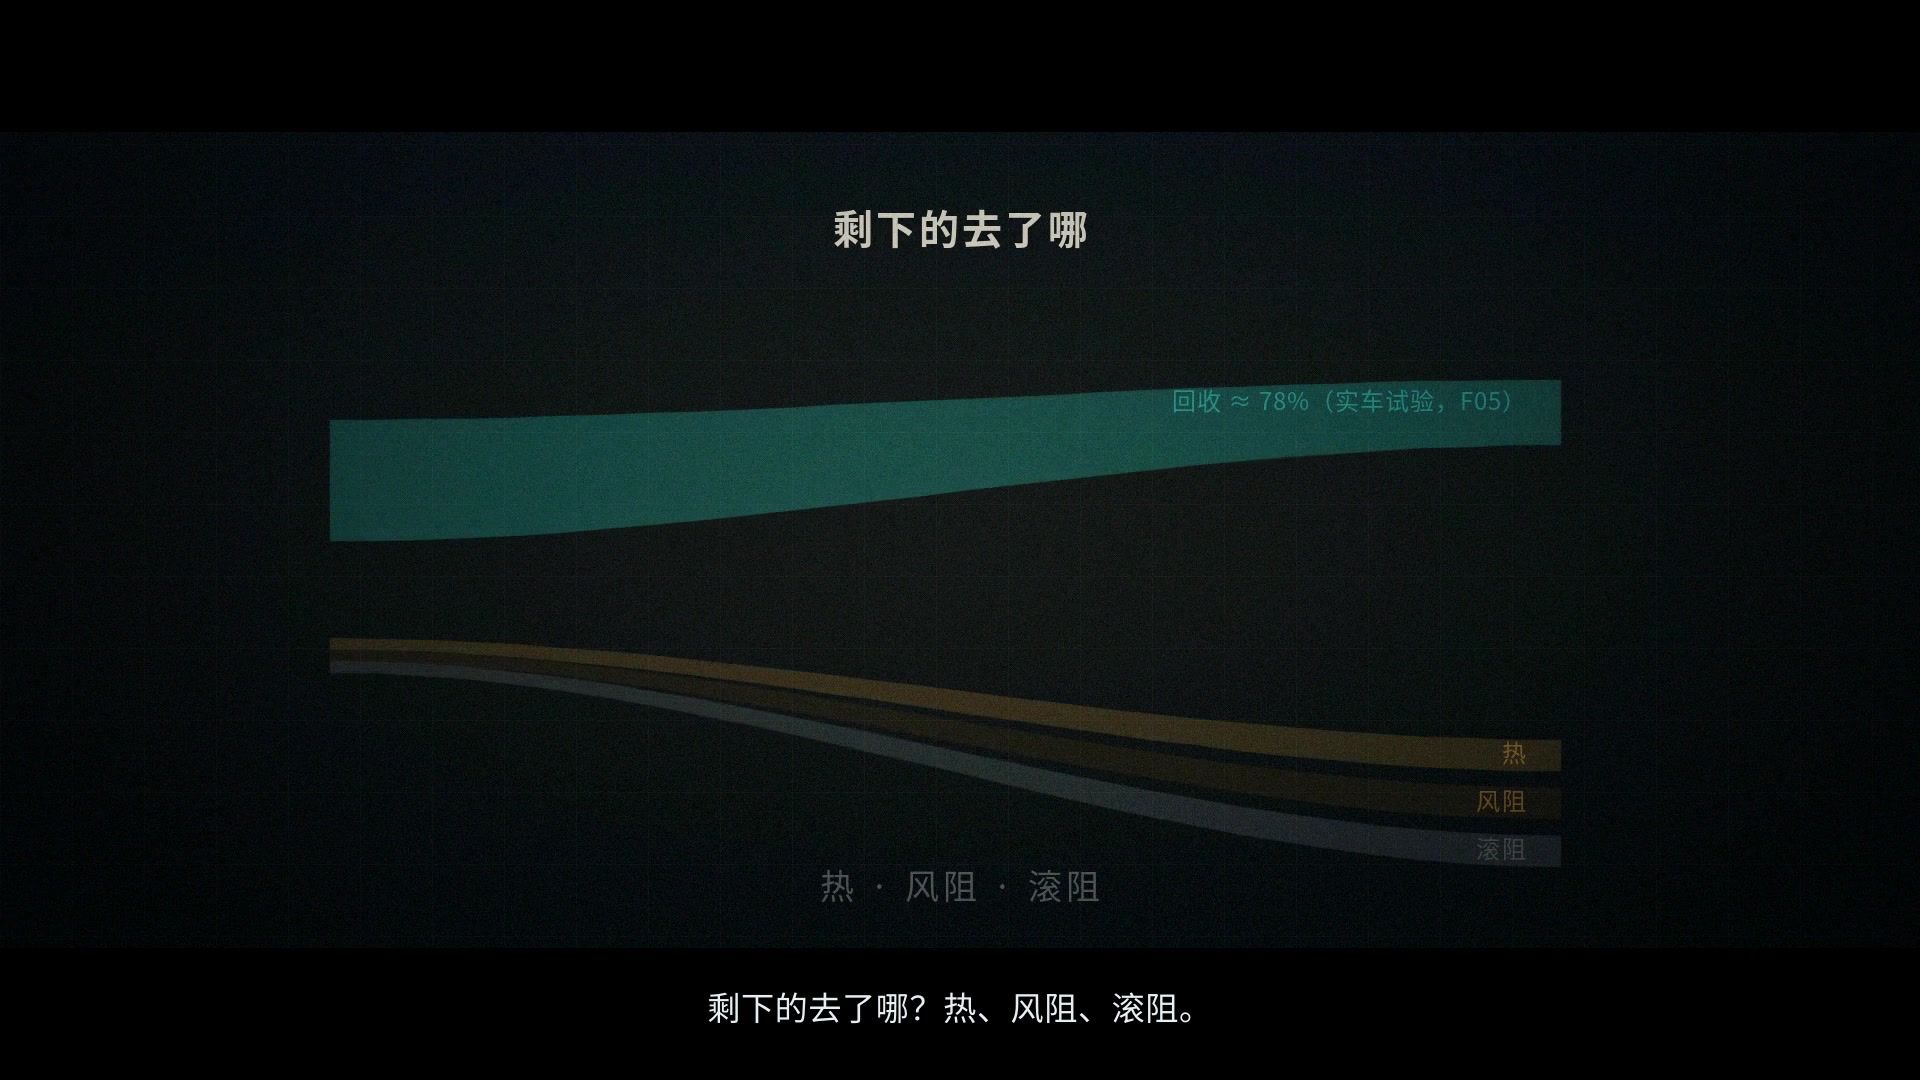 剩下的去了哪
回收 ≈ 78%（实车试验，F05）
热
风阻
滚阻
热 · 风阻 · 滚阻
剩下的去了哪？热、风阻、滚阻。